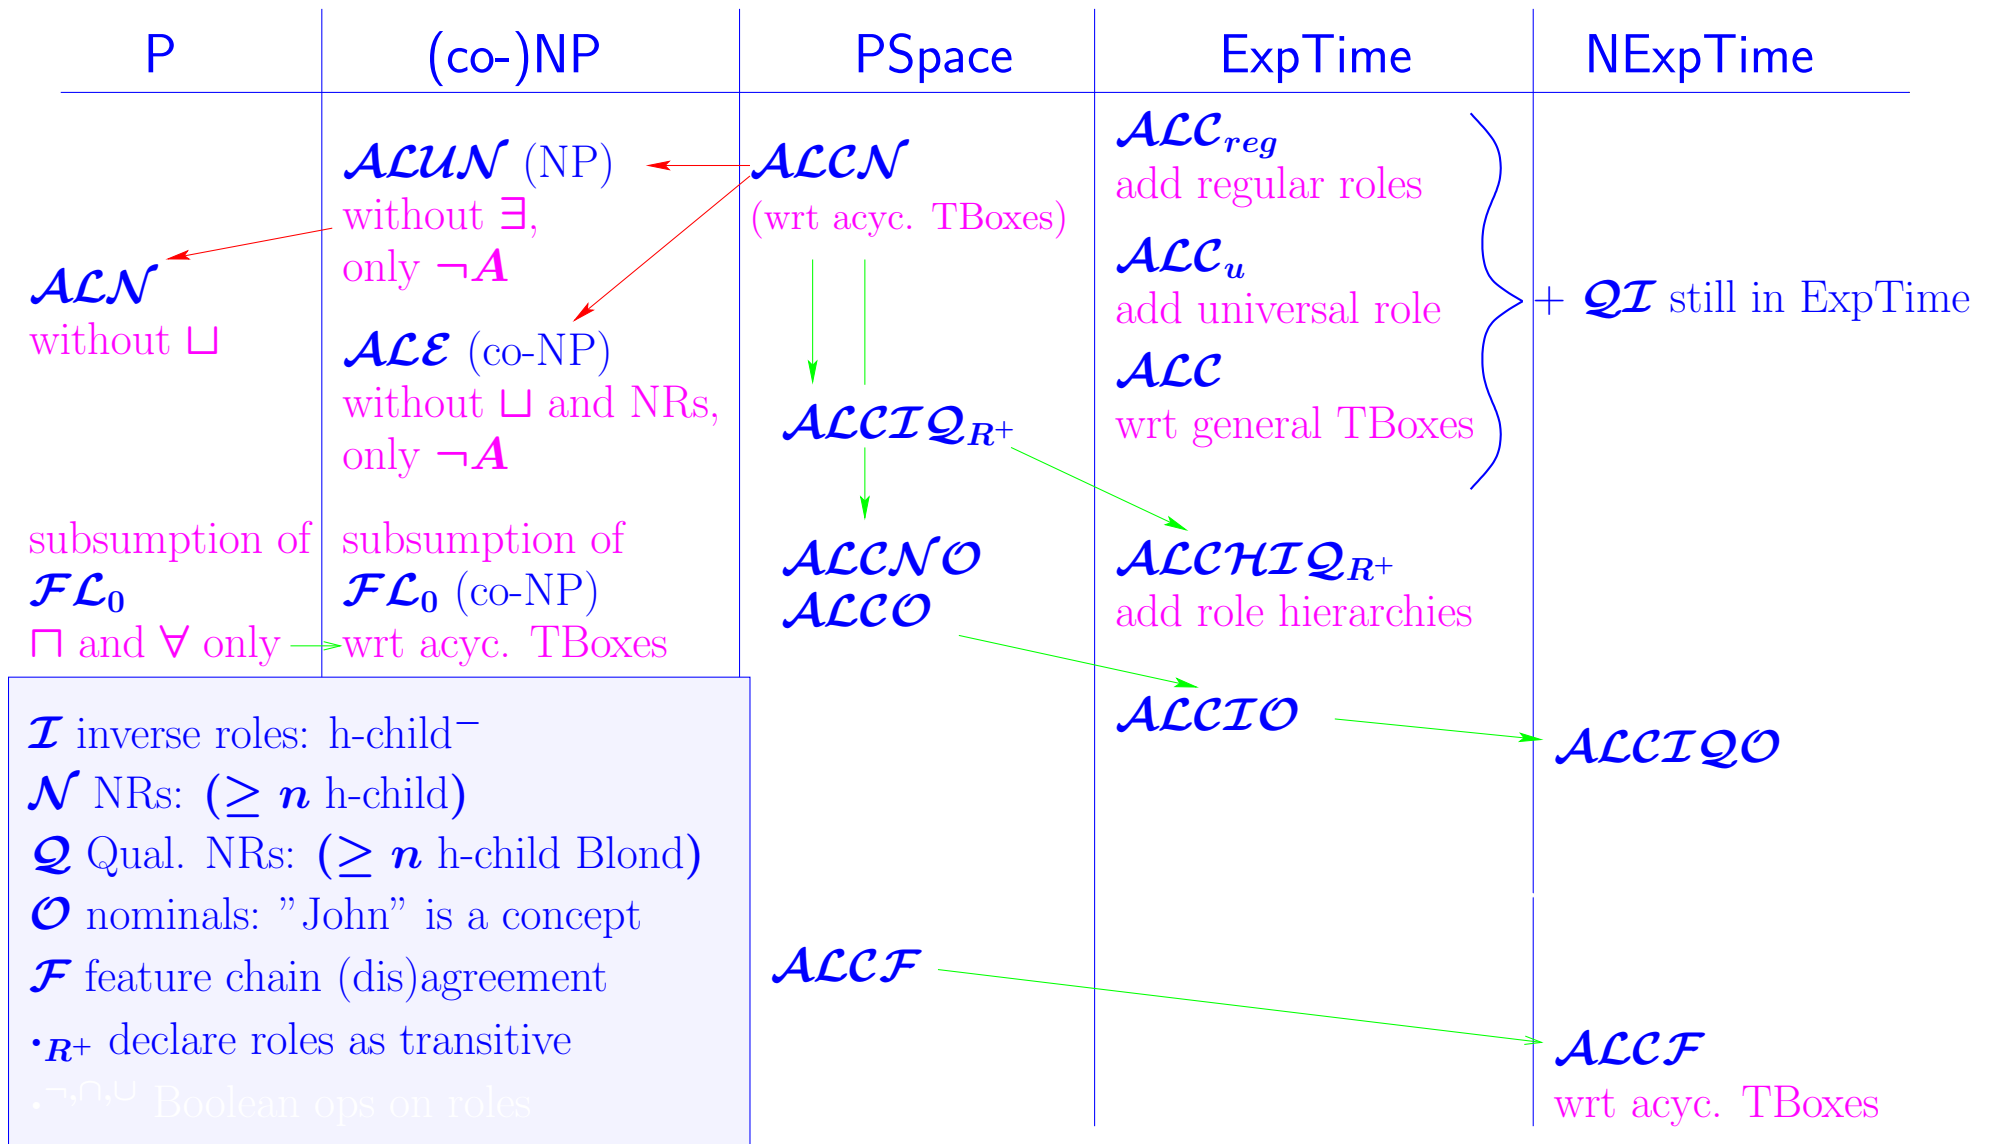 P (co-)NP PSpace ExpTime NExpTime
𝓐𝓛𝓝
without ⊔
subsumption of
𝓕𝓛₀
⊓ and ∀ only
𝓐𝓛𝓤𝓝 (NP)
without ∃,
only ¬A
𝓐𝓛𝓔 (co-NP)
without ⊔ and NRs,
only ¬A
subsumption of
𝓕𝓛₀ (co-NP)
wrt acyc. TBoxes
𝓐𝓛𝓒𝓝
(wrt acyc. TBoxes)
𝓐𝓛𝓒𝓘𝓠_R⁺
𝓐𝓛𝓒𝓝𝓞
𝓐𝓛𝓒𝓞
𝓐𝓛𝓒𝓕
𝓐𝓛𝓒_reg
add regular roles
𝓐𝓛𝓒_u
add universal role
𝓐𝓛𝓒
wrt general TBoxes
𝓐𝓛𝓒𝓗𝓘𝓠_R⁺
add role hierarchies
𝓐𝓛𝓒𝓘𝓞
+ 𝓠𝓘 still in ExpTime
𝓐𝓛𝓒𝓘𝓠𝓞
𝓐𝓛𝓒𝓕
wrt acyc. TBoxes
𝓘 inverse roles: h-child⁻
𝓝 NRs: (≥ n h-child)
𝓠 Qual. NRs: (≥ n h-child Blond)
𝓞 nominals: ”John” is a concept
𝓕 feature chain (dis)agreement
·_R⁺ declare roles as transitive
·¬,∩,∪ Boolean ops on roles